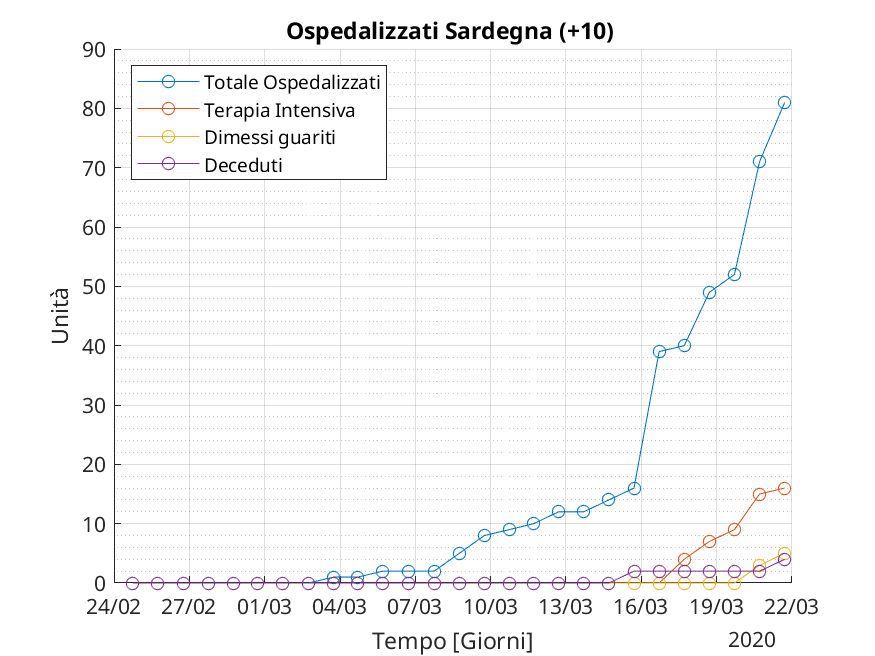 Ospedalizzati Sardegna (+10)
90
80
70
60
50
40
30
20
10
0
Unità
Totale Ospedalizzati
Terapia Intensiva
Dimessi guariti
Deceduti
24/02 27/02 01/03 04/03 07/03 10/03 13/03 16/03 19/03 22/03
Tempo [Giorni]
2020